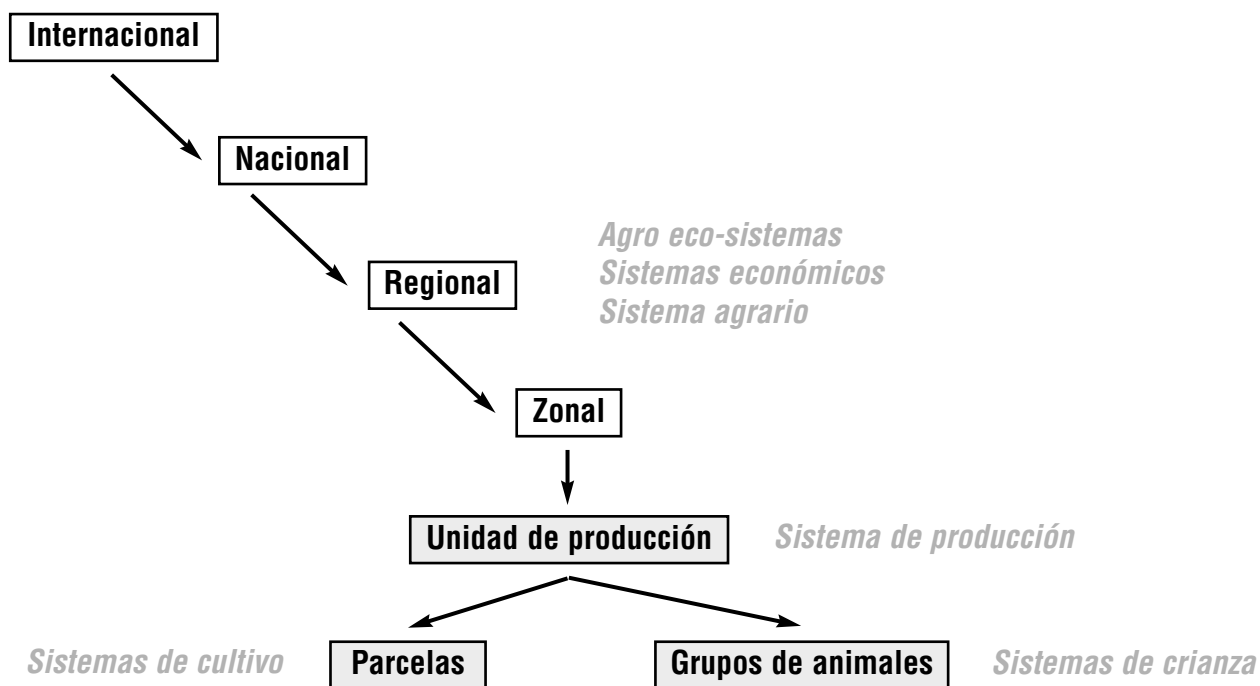 Internacional
Nacional
Agro eco-sistemas
Regional
Sistemas económicos
Sistema agrario
Zonal
Unidad de producción
Sistema de producción
Sistemas de cultivo
Parcelas
Grupos de animales
Sistemas de crianza